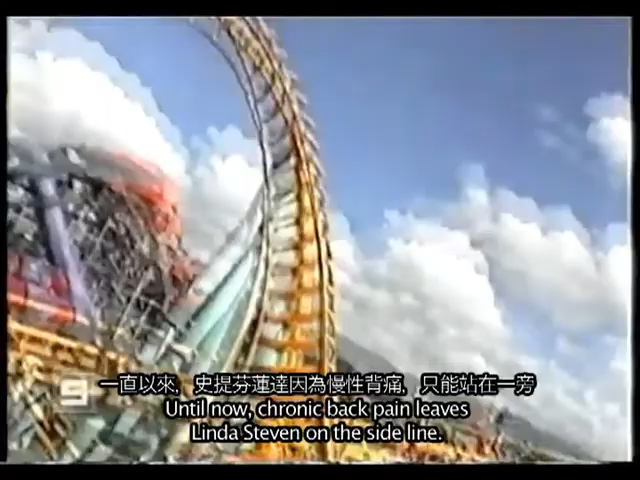 一直以來，史提芬蓮達因為慢性背痛，只能站在一旁
Until now, chronic back pain leaves
Linda Steven on the side line.
9